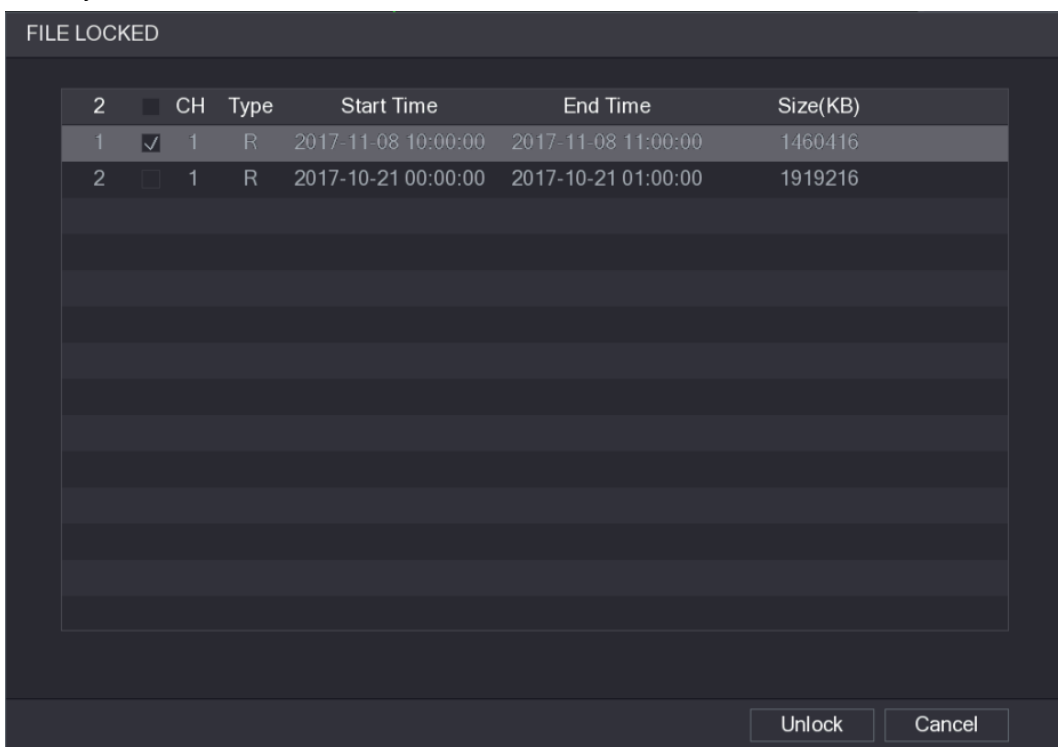 FILE LOCKED
2 CH Type Start Time End Time Size(KB)
1 1 R 2017-11-08 10:00:00 2017-11-08 11:00:00 1460416
2 1 R 2017-10-21 00:00:00 2017-10-21 01:00:00 1919216
Unlock Cancel